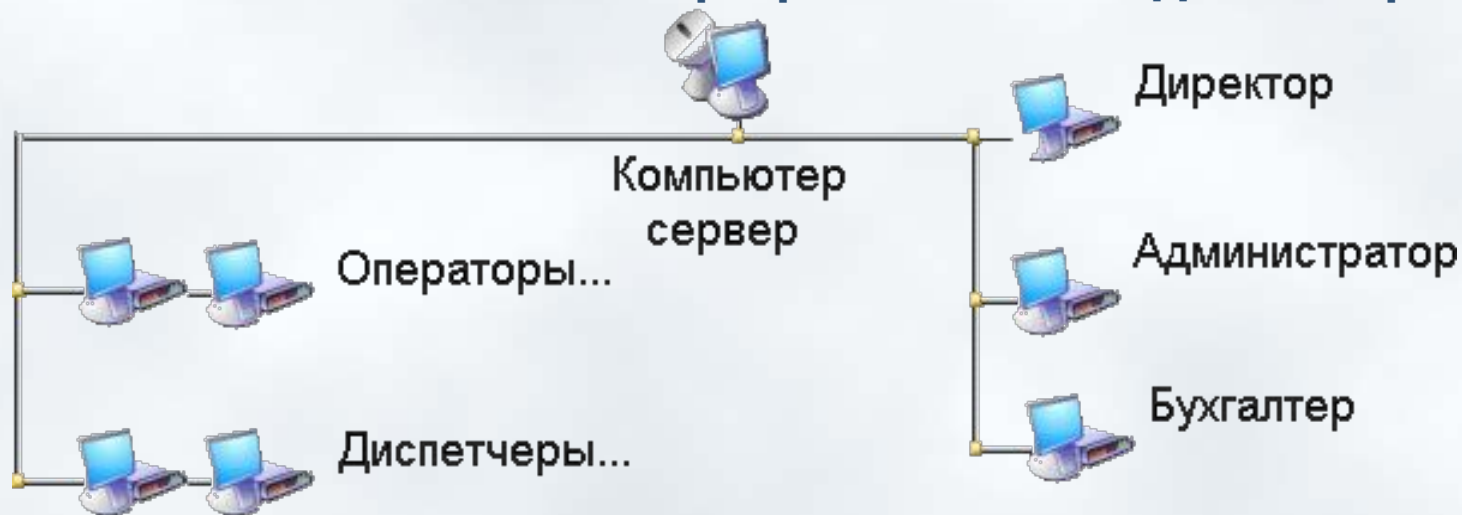 Компьютер
сервер
Операторы...
Диспетчеры...
Директор
Администратор
Бухгалтер